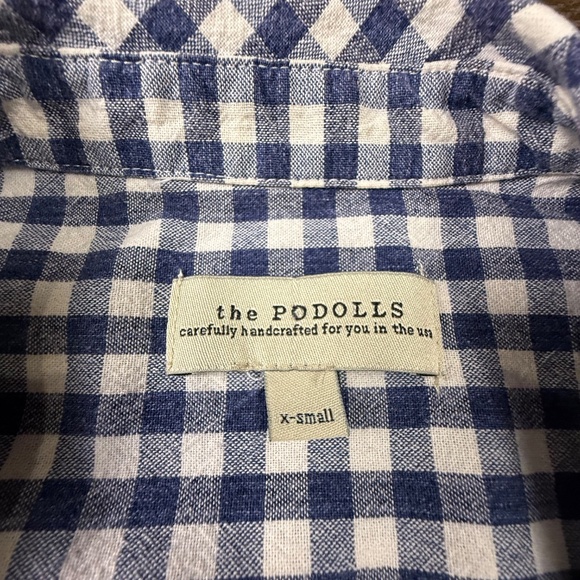 the PODOLLS
carefully handcrafted for you in the usa
x-small